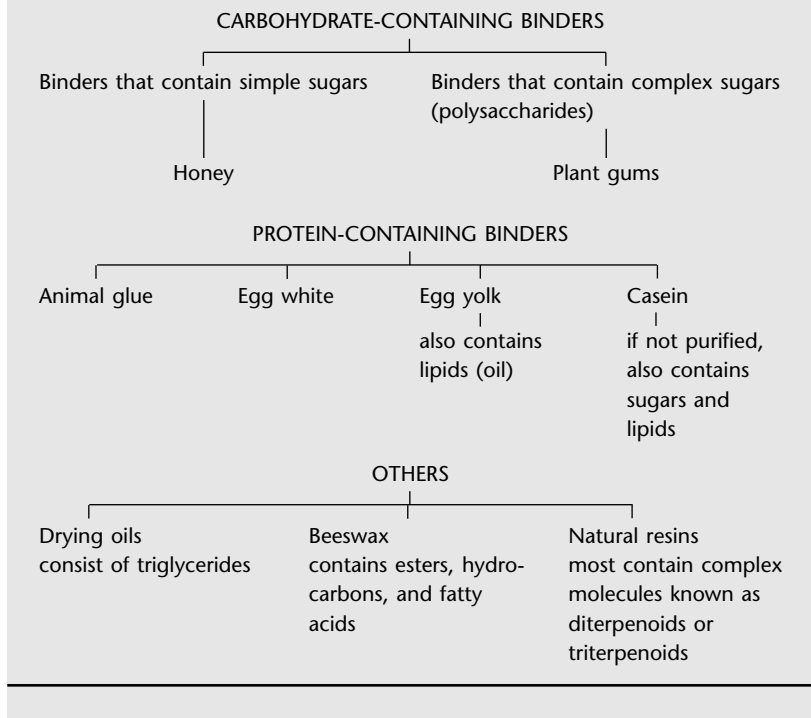 CARBOHYDRATE-CONTAINING BINDERS
Binders that contain simple sugars
Binders that contain complex sugars
(polysaccharides)
Honey
Plant gums
PROTEIN-CONTAINING BINDERS
Animal glue
Egg white
Egg yolk
also contains
lipids (oil)
Casein
if not purified,
also contains
sugars and
lipids
OTHERS
Drying oils
consist of triglycerides
Beeswax
contains esters, hydro-
carbons, and fatty
acids
Natural resins
most contain complex
molecules known as
diterpenoids or
triterpenoids